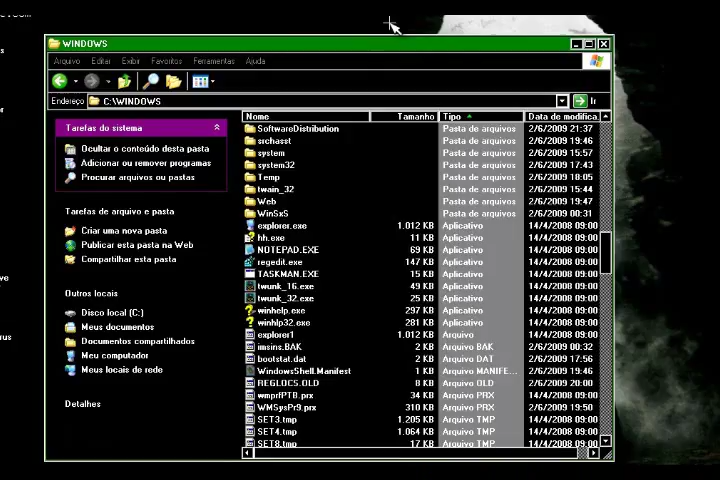 WINDOWS
Arquivo Editar Exibir Favoritos Ferramentas Ajuda
Endereço C:\WINDOWS Ir
Tarefas do sistema
Ocultar o conteúdo desta pasta
Adicionar ou remover programas
Procurar arquivos ou pastas
Tarefas de arquivo e pasta
Criar uma nova pasta
Publicar esta pasta na Web
Compartilhar esta pasta
Outros locais
Disco local (C:)
Meus documentos
Documentos compartilhados
Meu computador
Meus locais de rede
Detalhes
Nome Tamanho Tipo Data de modifica...
SoftwareDistribution Pasta de arquivos 2/6/2009 21:37
srchasst Pasta de arquivos 2/6/2009 19:46
system Pasta de arquivos 2/6/2009 15:57
system32 Pasta de arquivos 2/6/2009 17:43
Temp Pasta de arquivos 2/6/2009 18:05
twain_32 Pasta de arquivos 2/6/2009 15:44
Web Pasta de arquivos 2/6/2009 19:47
WinSxS Pasta de arquivos 2/6/2009 00:31
explorer.exe 1.012 KB Aplicativo 14/4/2008 09:00
hh.exe 11 KB Aplicativo 14/4/2008 09:00
NOTEPAD.EXE 69 KB Aplicativo 14/4/2008 09:00
regedit.exe 147 KB Aplicativo 14/4/2008 09:00
TASKMAN.EXE 15 KB Aplicativo 14/4/2008 09:00
twunk_16.exe 49 KB Aplicativo 14/4/2008 09:00
twunk_32.exe 25 KB Aplicativo 14/4/2008 09:00
winhelp.exe 297 KB Aplicativo 14/4/2008 09:00
winhlp32.exe 281 KB Aplicativo 14/4/2008 09:00
explorer1 1.012 KB Arquivo 14/4/2008 09:00
imsins.BAK 2 KB Arquivo BAK 2/6/2009 00:32
bootstat.dat 2 KB Arquivo DAT 2/6/2009 17:56
WindowsShell.Manifest 1 KB Arquivo MANIFE... 2/6/2009 19:46
REGLOCS.OLD 8 KB Arquivo OLD 2/6/2009 20:00
wmprfPTB.prx 34 KB Arquivo PRX 14/4/2008 09:00
WMSysPr9.prx 310 KB Arquivo PRX 2/6/2009 19:50
SET3.tmp 1.205 KB Arquivo TMP 14/4/2008 09:00
SET4.tmp 1.064 KB Arquivo TMP 14/4/2008 09:00
SET8.tmp 17 KB Arquivo TMP 14/4/2008 09:00